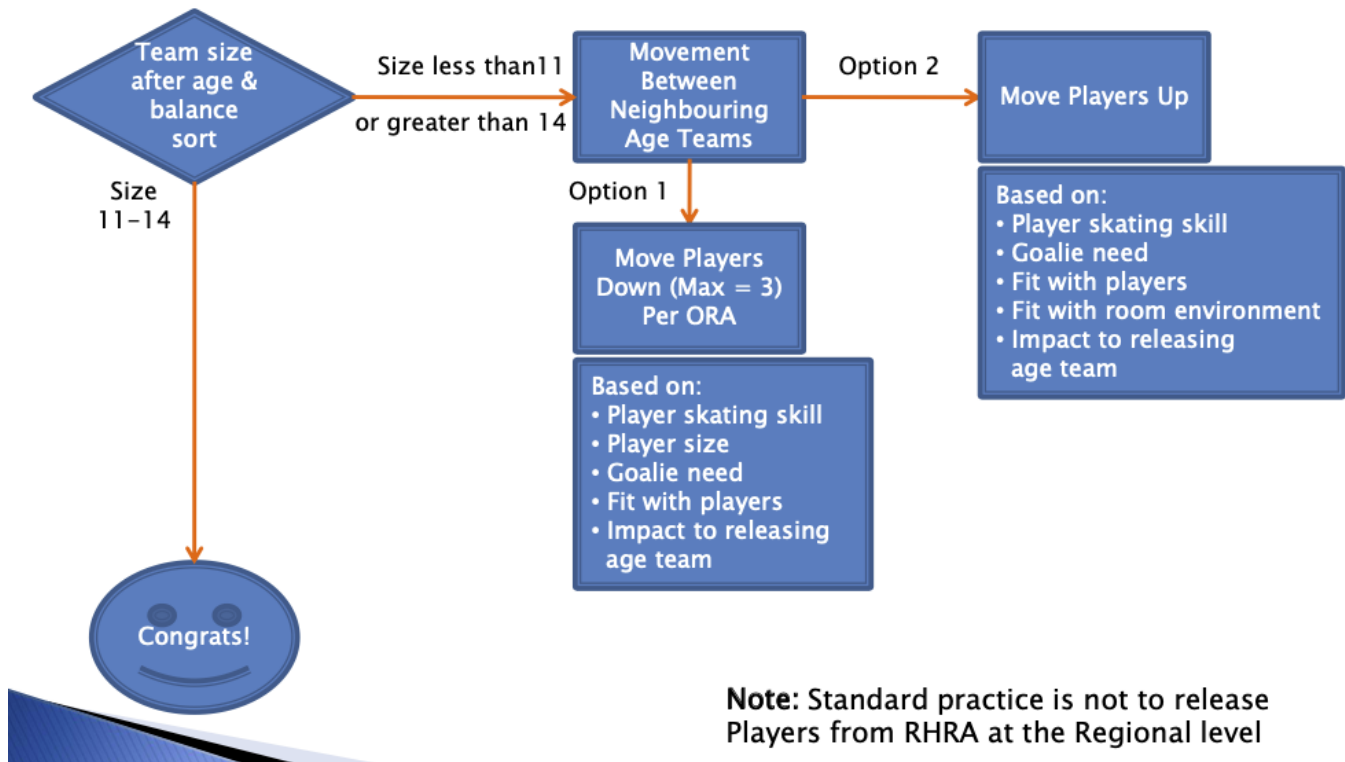 Team size
after age &
balance
sort
Size less than11
or greater than 14
Movement
Between
Neighbouring
Age Teams
Option 2
Move Players Up
Size
11-14
Option 1
Move Players
Down (Max = 3)
Per ORA
Based on:
• Player skating skill
• Player size
• Goalie need
• Fit with players
• Impact to releasing
age team
Based on:
• Player skating skill
• Goalie need
• Fit with players
• Fit with room environment
• Impact to releasing
age team
Congrats!
Note: Standard practice is not to release
Players from RHRA at the Regional level